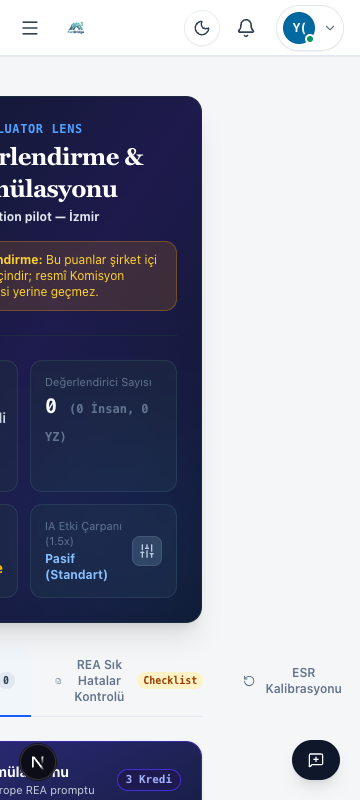 Y(
LUATOR LENS
rlendirme &
nülasyonu
tion pilot — İzmir
ndirme: Bu puanlar şirket içi
çindir; resmî Komisyon
si yerine geçmez.
Değerlendirici Sayısı
0 (0 İnsan, 0
YZ)
li
IA Etki Çarpanı
(1.5x)
Pasif
(Standart)
e
0
REA Sık
Hatalar
Kontrolü
Checklist
ESR
Kalibrasyonu
N
3 Kredi
rope REA promptu